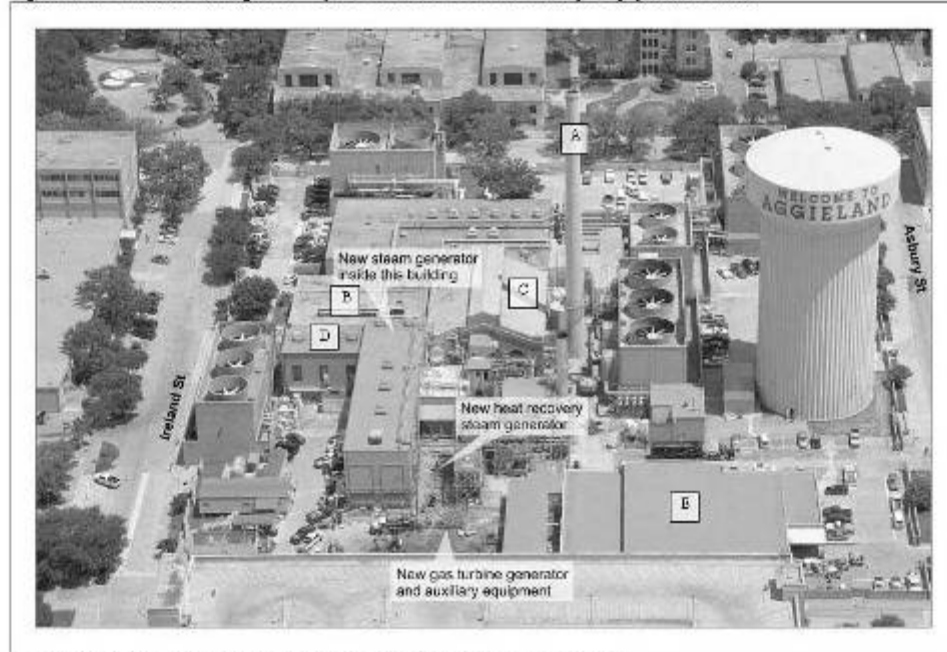 A
WELCOME TO
AGGIELAND
Asbury St
New steam generator
inside this building
B
C
D
Ireland St
New heat recovery
steam generator
E
New gas turbine generator
and auxiliary equipment